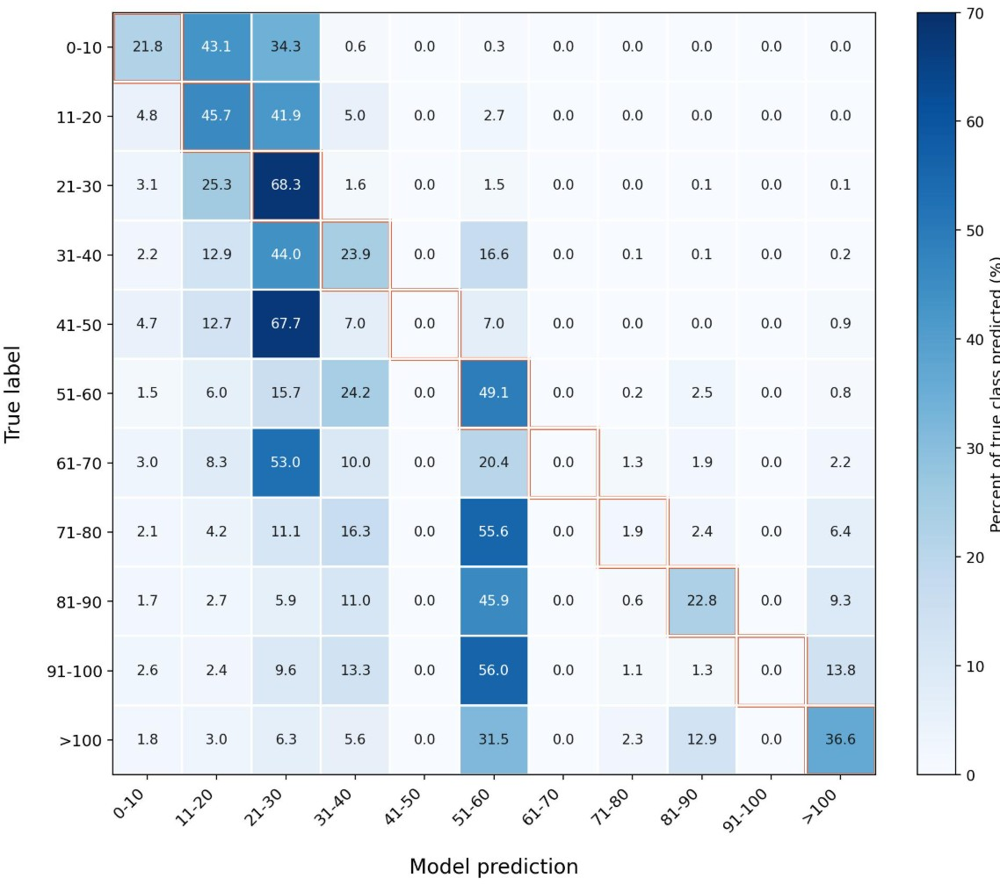 0-10 21.8 43.1 34.3 0.6 0.0 0.3 0.0 0.0 0.0 0.0 0.0
11-20 4.8 45.7 41.9 5.0 0.0 2.7 0.0 0.0 0.0 0.0 0.0
21-30 3.1 25.3 68.3 1.6 0.0 1.5 0.0 0.0 0.1 0.0 0.1
31-40 2.2 12.9 44.0 23.9 0.0 16.6 0.0 0.1 0.1 0.0 0.2
41-50 4.7 12.7 67.7 7.0 0.0 7.0 0.0 0.0 0.0 0.0 0.9
51-60 1.5 6.0 15.7 24.2 0.0 49.1 0.0 0.2 2.5 0.0 0.8
61-70 3.0 8.3 53.0 10.0 0.0 20.4 0.0 1.3 1.9 0.0 2.2
71-80 2.1 4.2 11.1 16.3 0.0 55.6 0.0 1.9 2.4 0.0 6.4
81-90 1.7 2.7 5.9 11.0 0.0 45.9 0.0 0.6 22.8 0.0 9.3
91-100 2.6 2.4 9.6 13.3 0.0 56.0 0.0 1.1 1.3 0.0 13.8
>100 1.8 3.0 6.3 5.6 0.0 31.5 0.0 2.3 12.9 0.0 36.6
0-10 11-20 21-30 31-40 41-50 51-60 61-70 71-80 81-90 91-100 >100
Model prediction
True label
70
60
50
40
30
20
10
0
Percent of true class predicted (%)